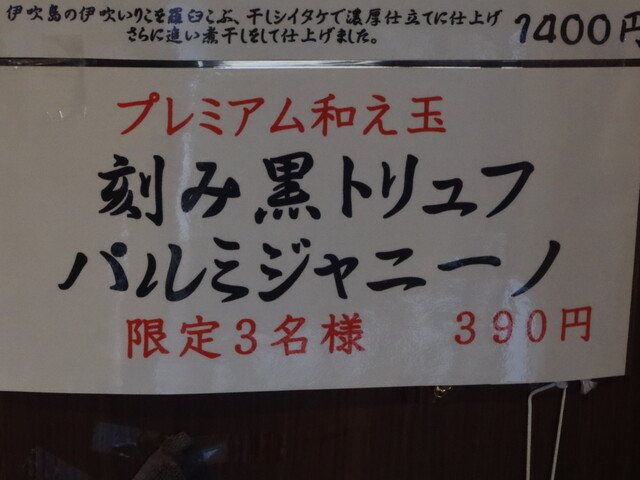 伊吹島の伊吹いりこを羅臼こぶ、干しシイタケで濃厚仕立てに仕上げ
さらに追い煮干しをして仕上げました。
1400円
プレミアム和え玉
刻み黒トリュフ
パルミジャニーノ
限定3名様 390円